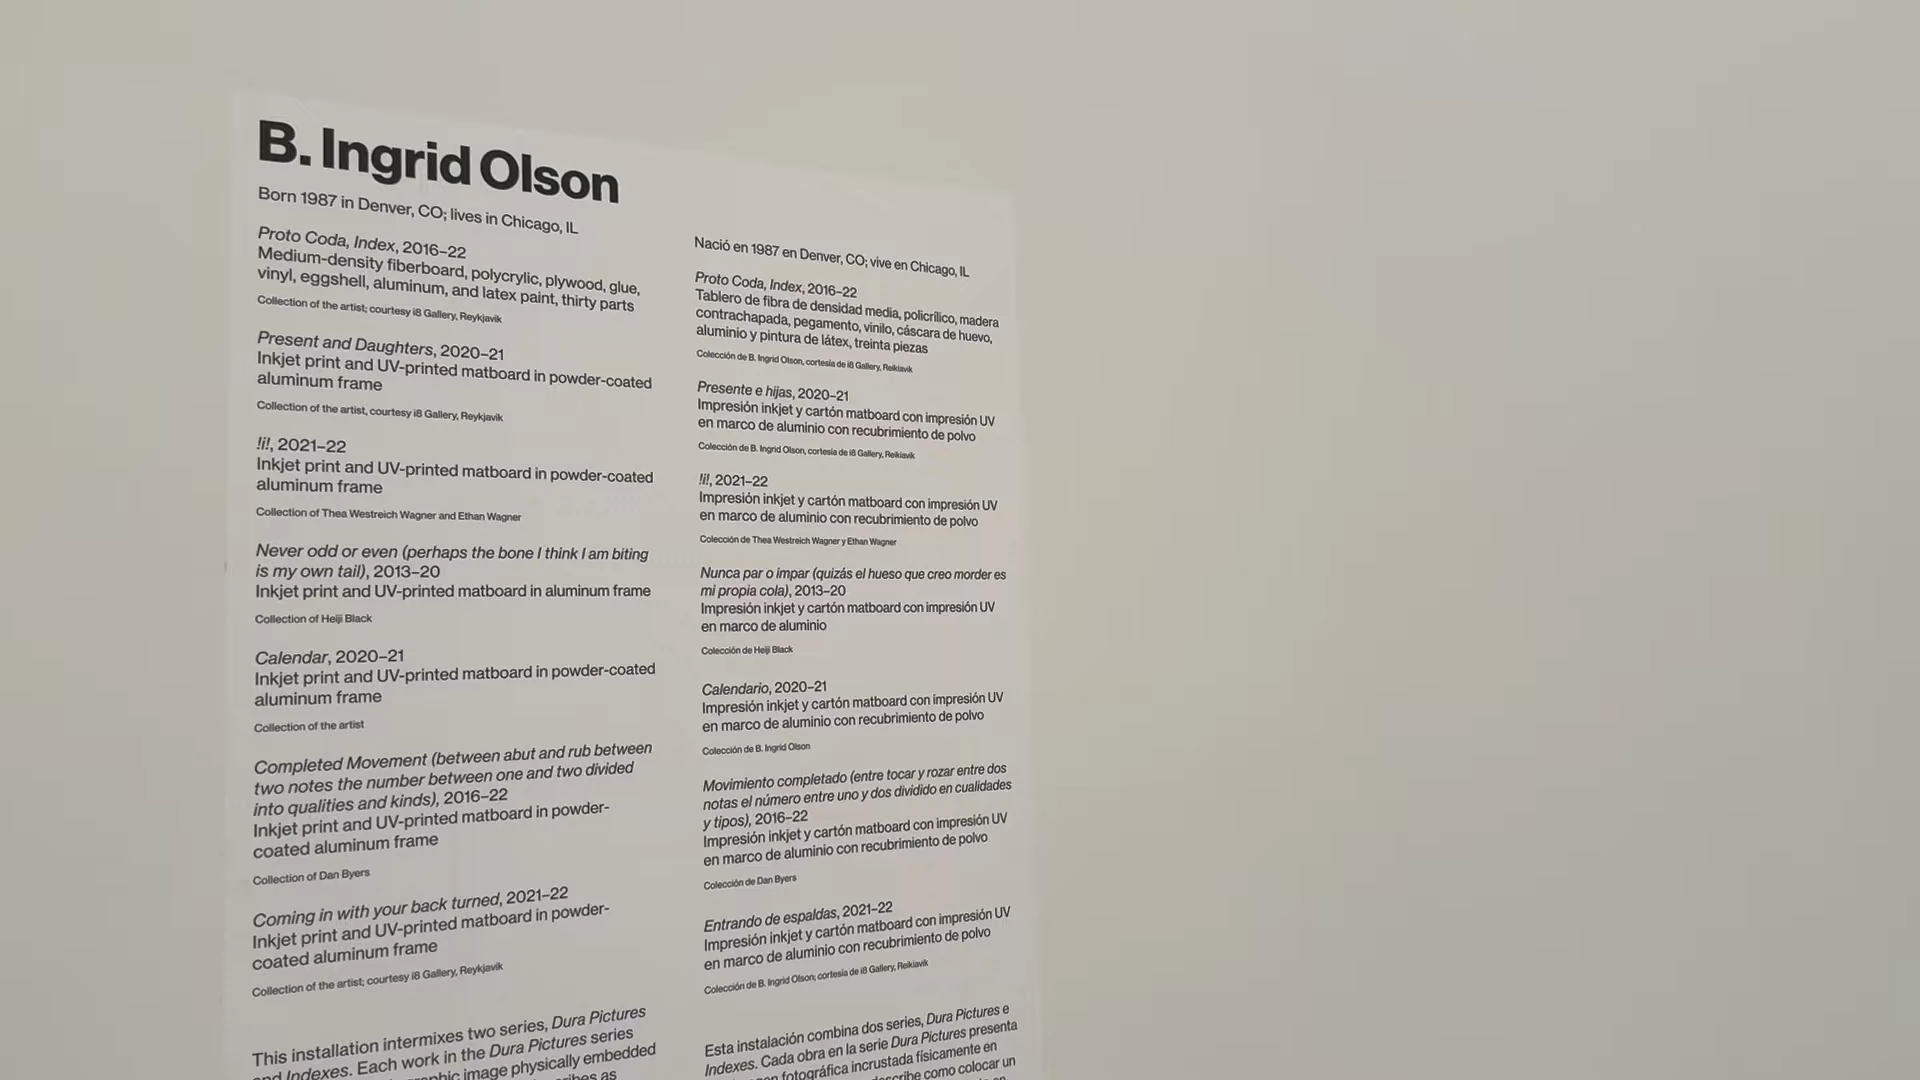 B. Ingrid Olson
Born 1987 in Denver, CO; lives in Chicago, IL
Proto Coda, Index, 2016–22
Medium-density fiberboard, polycrylic, plywood, glue,
vinyl, eggshell, aluminum, and latex paint, thirty parts
Collection of the artist; courtesy i8 Gallery, Reykjavik
Present and Daughters, 2020–21
Inkjet print and UV-printed matboard in powder-coated
aluminum frame
Collection of the artist, courtesy i8 Gallery, Reykjavik
!i!, 2021–22
Inkjet print and UV-printed matboard in powder-coated
aluminum frame
Collection of Thea Westreich Wagner and Ethan Wagner
Never odd or even (perhaps the bone I think I am biting
is my own tail), 2013–20
Inkjet print and UV-printed matboard in aluminum frame
Collection of Heiji Black
Calendar, 2020–21
Inkjet print and UV-printed matboard in powder-coated
aluminum frame
Collection of the artist
Completed Movement (between abut and rub between
two notes the number between one and two divided
into qualities and kinds), 2016–22
Inkjet print and UV-printed matboard in powder-
coated aluminum frame
Collection of Dan Byers
Coming in with your back turned, 2021–22
Inkjet print and UV-printed matboard in powder-
coated aluminum frame
Collection of the artist; courtesy i8 Gallery, Reykjavik
This installation intermixes two series, Dura Pictures
and Indexes. Each work in the Dura Pictures series
image physically embedded
as
Nació en 1987 en Denver, CO; vive en Chicago, IL
Proto Coda, Index, 2016–22
Tablero de fibra de densidad media, policrílico, madera
contrachapada, pegamento, vinilo, cáscara de huevo,
aluminio y pintura de látex, treinta piezas
Colección de B. Ingrid Olson, cortesía de i8 Gallery, Reikiavik
Presente e hijas, 2020–21
Impresión inkjet y cartón matboard con impresión UV
en marco de aluminio con recubrimiento de polvo
Colección de B. Ingrid Olson, cortesía de i8 Gallery, Reikiavik
!i!, 2021–22
Impresión inkjet y cartón matboard con impresión UV
en marco de aluminio con recubrimiento de polvo
Colección de Thea Westreich Wagner y Ethan Wagner
Nunca par o impar (quizás el hueso que creo morder es
mi propia cola), 2013–20
Impresión inkjet y cartón matboard con impresión UV
en marco de aluminio
Colección de Heiji Black
Calendario, 2020–21
Impresión inkjet y cartón matboard con impresión UV
en marco de aluminio con recubrimiento de polvo
Colección de B. Ingrid Olson
Movimiento completado (entre tocar y rozar entre dos
notas el número entre uno y dos dividido en cualidades
y tipos), 2016–22
Impresión inkjet y cartón matboard con impresión UV
en marco de aluminio con recubrimiento de polvo
Colección de Dan Byers
Entrando de espaldas, 2021–22
Impresión inkjet y cartón matboard con impresión UV
en marco de aluminio con recubrimiento de polvo
Colección de B. Ingrid Olson; cortesía de i8 Gallery, Reikiavik
Esta instalación combina dos series, Dura Pictures e
Indexes. Cada obra en la serie Dura Pictures presenta
fotográfica incrustada físicamente en
como colocar un